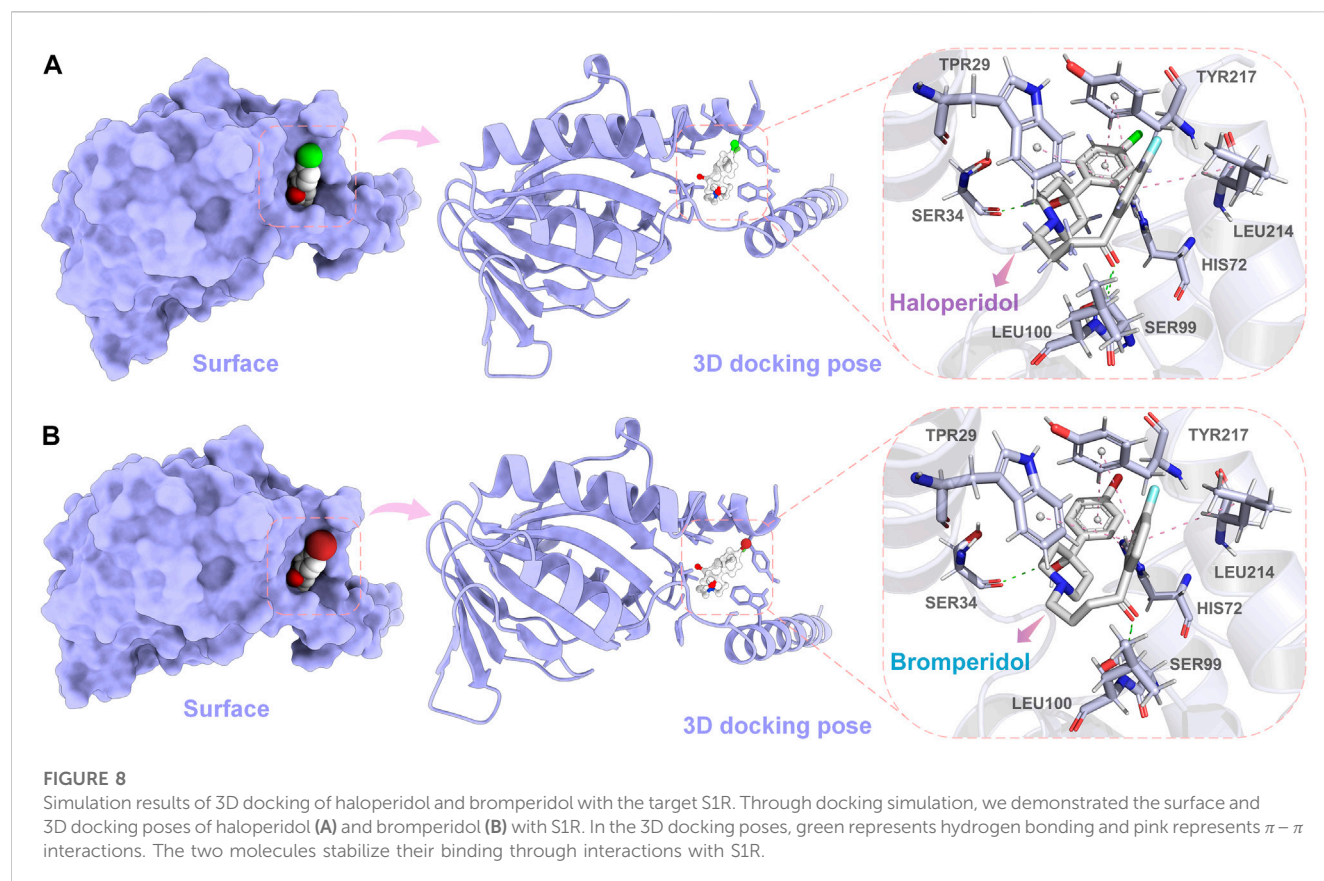 A
TPR29
TYR217
SER34
LEU214
HIS72
Haloperidol
LEU100
SER99
Surface
3D docking pose
B
TPR29
TYR217
SER34
LEU214
HIS72
Bromperidol
SER99
LEU100
Surface
3D docking pose
FIGURE 8
Simulation results of 3D docking of haloperidol and bromperidol with the target S1R. Through docking simulation, we demonstrated the surface and
3D docking poses of haloperidol (A) and bromperidol (B) with S1R. In the 3D docking poses, green represents hydrogen bonding and pink represents π – π
interactions. The two molecules stabilize their binding through interactions with S1R.